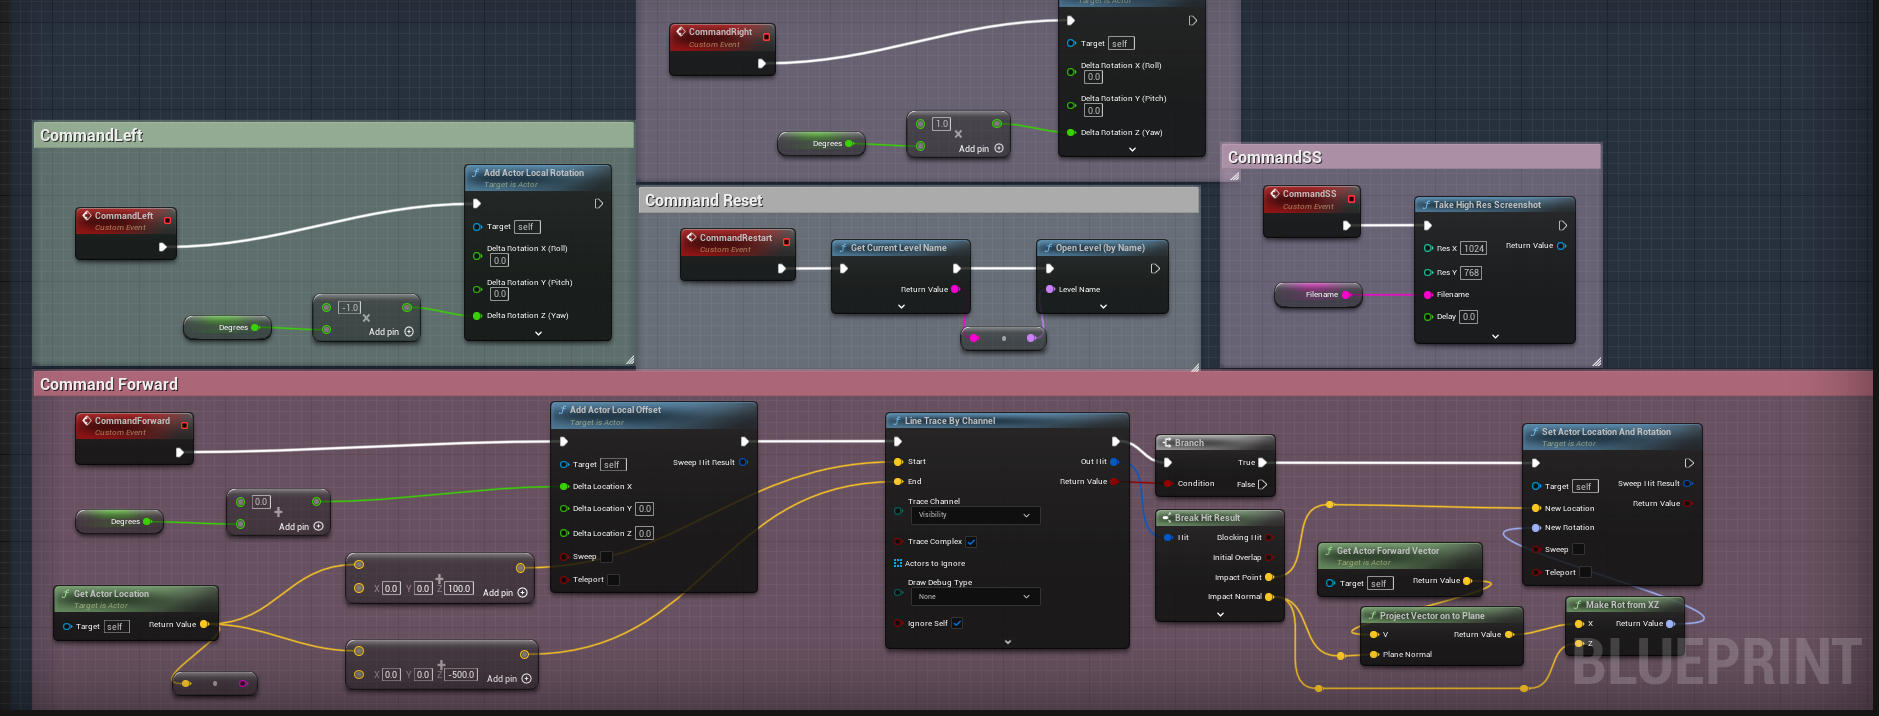 Target is Actor
CommandRight
Custom Event
Target self
Delta Rotation X (Roll)
0.0
Delta Rotation Y (Pitch)
0.0
Delta Rotation Z (Yaw)
Degrees
1.0
×
Add pin
CommandLeft
CommandLeft
Custom Event
Add Actor Local Rotation
Target is Actor
Target self
Delta Rotation X (Roll)
0.0
Delta Rotation Y (Pitch)
0.0
Delta Rotation Z (Yaw)
Degrees
-1.0
×
Add pin
Command Reset
CommandRestart
Custom Event
Get Current Level Name
Return Value
Open Level (by Name)
Level Name
CommandSS
CommandSS
Custom Event
Take High Res Screenshot
Res X 1024
Return Value
Res Y 768
Filename
Filename
Delay 0.0
Command Forward
CommandForward
Custom Event
Degrees
0.0
+
Add pin
Get Actor Location
Target is Actor
Target self
Return Value
X 0.0 Y 0.0 Z 100.0
Add pin
X 0.0 Y 0.0 Z -500.0
Add pin
Add Actor Local Offset
Target is Actor
Target self
Sweep Hit Result
Delta Location X
Delta Location Y 0.0
Delta Location Z 0.0
Sweep
Teleport
Line Trace By Channel
Start
Out Hit
End
Return Value
Trace Channel
Visibility
Trace Complex
Actors to Ignore
Draw Debug Type
None
Ignore Self
Branch
True
Condition
False
Break Hit Result
Hit
Blocking Hit
Initial Overlap
Impact Point
Impact Normal
Get Actor Forward Vector
Target is Actor
Target self
Return Value
Project Vector on to Plane
V
Return Value
Plane Normal
Set Actor Location And Rotation
Target is Actor
Target self
Sweep Hit Result
Return Value
New Location
New Rotation
Sweep
Teleport
Make Rot from XZ
X
Return Value
Z
BLUEPRINT